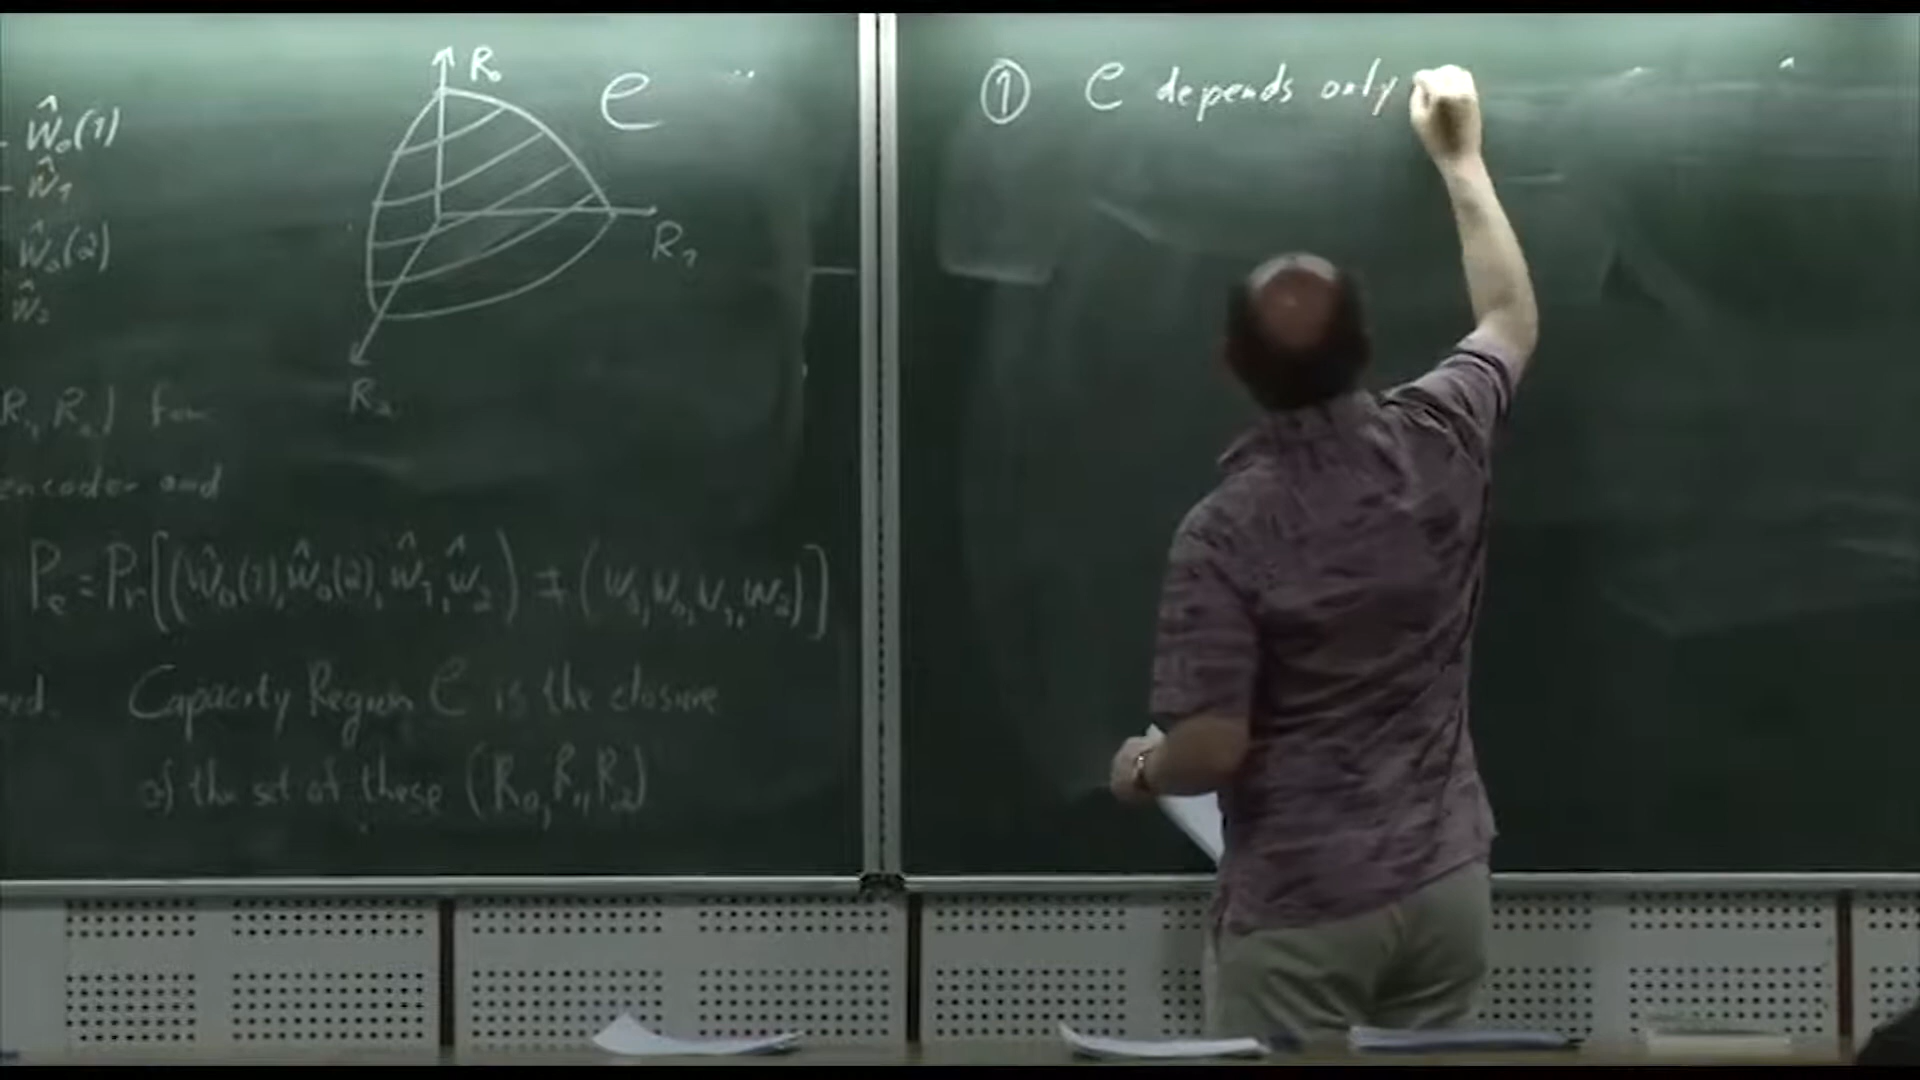 Ŵ₀(1)
Ŵ₁
Ŵ₀(2)
Ŵ₂
R₀
C
R₁
R₂
R₁, R₂) for
encoder and
Pe = Pr[(Ŵ₀(1), Ŵ₀(2), Ŵ₁, Ŵ₂) ≠ (W₀, W₀, W₁, W₂)]
Capacity Region C is the closure
of the set of these (R₀, R₁, R₂)
① C depends only